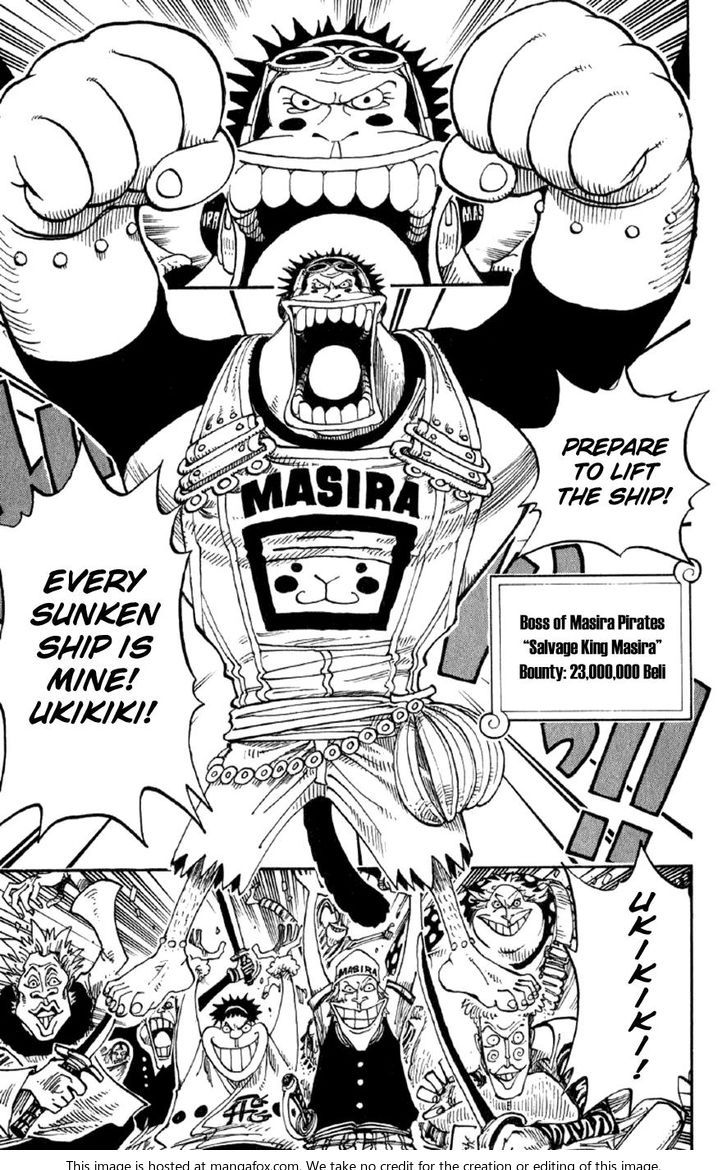 MASIRA
PREPARE
TO LIFT
THE SHIP!
MASIRA
EVERY
SUNKEN
SHIP IS
MINE!
UKIKIKI!
Boss of Masira Pirates
“Salvage King Masira”
Bounty: 23,000,000 Beli
UKIKIKI!
MASIRA
This image is hosted at mangafox.com. We take no credit for the creation or editing of this image.